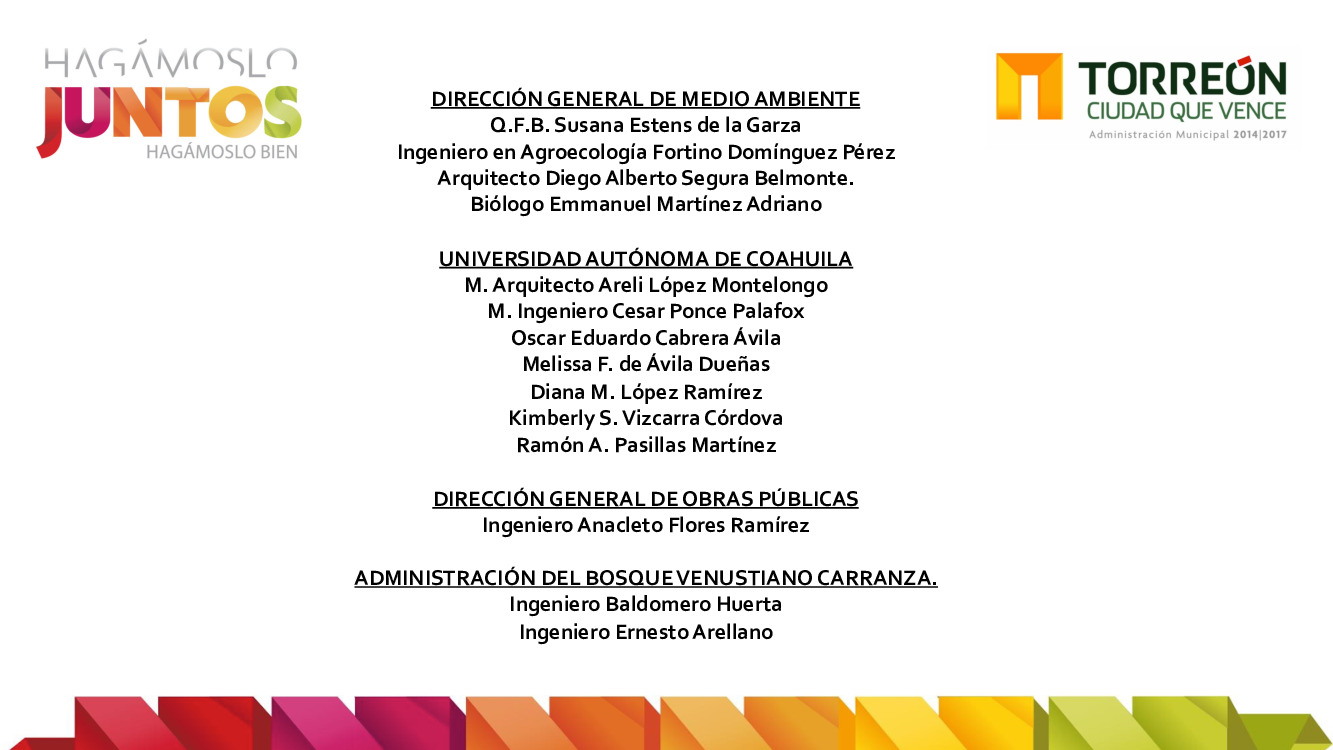 HAGÁMOSLO
JUNTOS
HAGÁMOSLO BIEN
TORREÓN
CIUDAD QUE VENCE
Administración Municipal 2014|2017
DIRECCIÓN GENERAL DE MEDIO AMBIENTE
Q.F.B. Susana Estens de la Garza
Ingeniero en Agroecología Fortino Domínguez Pérez
Arquitecto Diego Alberto Segura Belmonte.
Biólogo Emmanuel Martínez Adriano
UNIVERSIDAD AUTÓNOMA DE COAHUILA
M. Arquitecto Areli López Montelongo
M. Ingeniero Cesar Ponce Palafox
Oscar Eduardo Cabrera Ávila
Melissa F. de Ávila Dueñas
Diana M. López Ramírez
Kimberly S. Vizcarra Córdova
Ramón A. Pasillas Martínez
DIRECCIÓN GENERAL DE OBRAS PÚBLICAS
Ingeniero Anacleto Flores Ramírez
ADMINISTRACIÓN DEL BOSQUE VENUSTIANO CARRANZA.
Ingeniero Baldomero Huerta
Ingeniero Ernesto Arellano